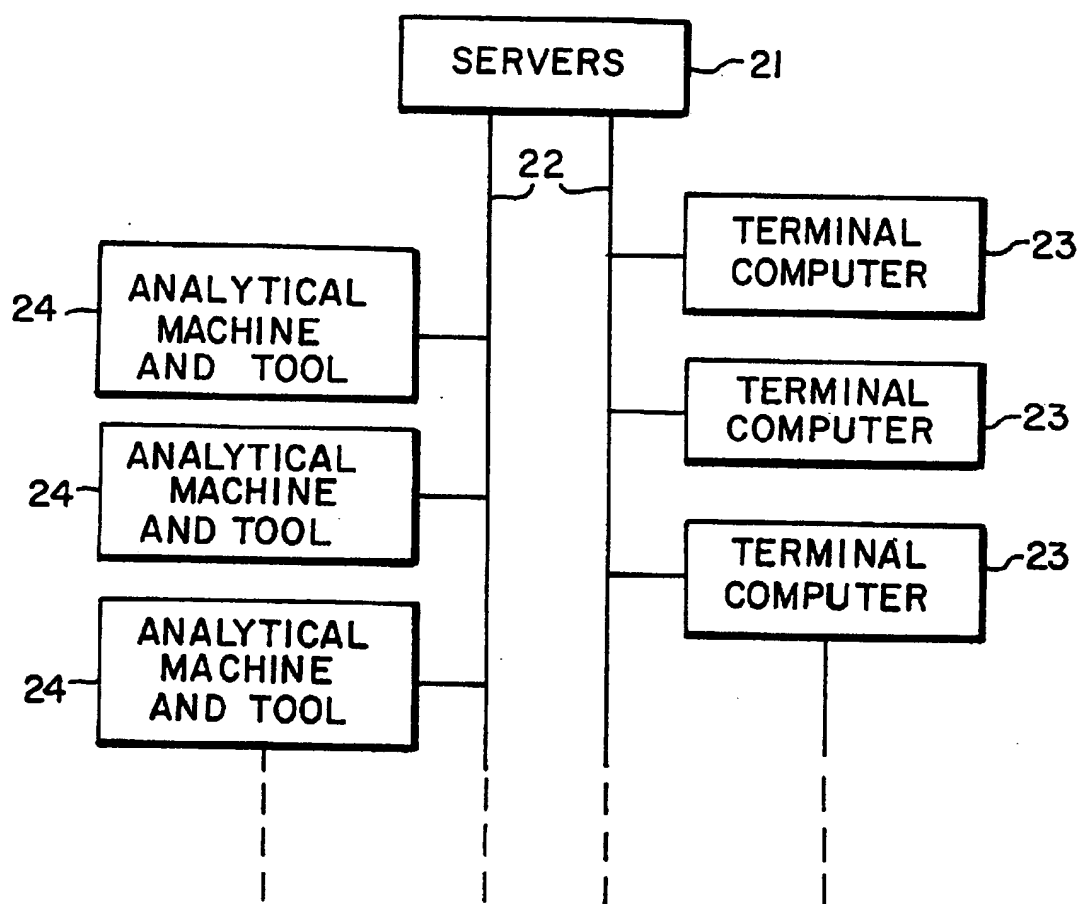 SERVERS
21
22
TERMINAL
COMPUTER
23
ANALYTICAL
MACHINE
AND TOOL
24
TERMINAL
COMPUTER
23
ANALYTICAL
MACHINE
AND TOOL
24
TERMINAL
COMPUTER
23
ANALYTICAL
MACHINE
AND TOOL
24